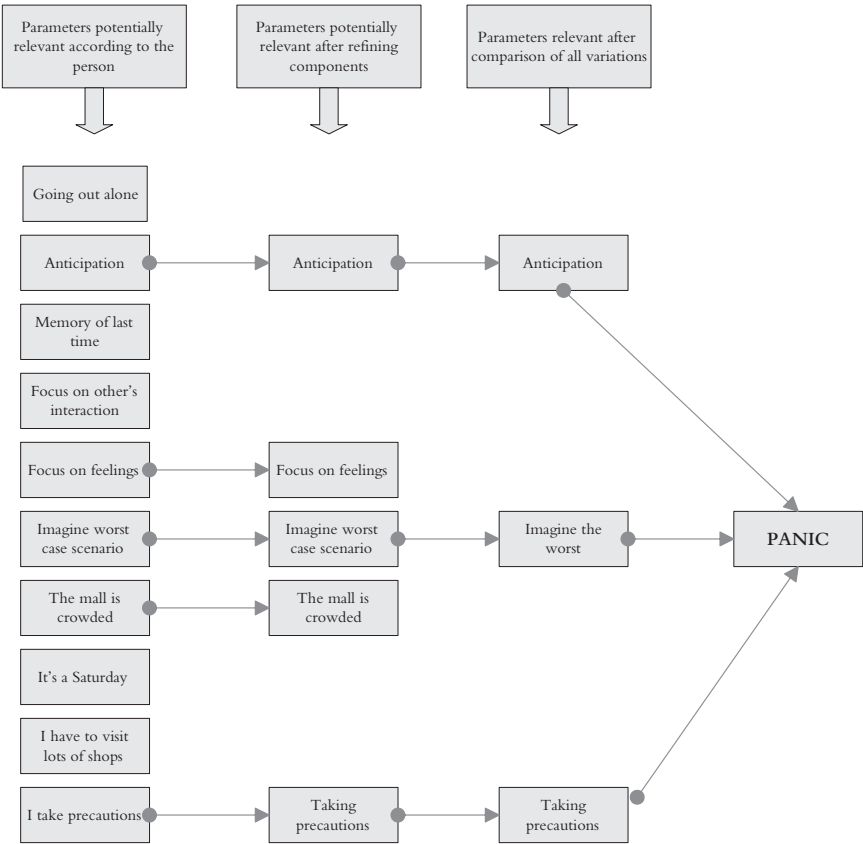 Parameters potentially
relevant according to the
person
Parameters potentially
relevant after refining
components
Parameters relevant after
comparison of all variations
Going out alone
Anticipation
Anticipation
Anticipation
Memory of last
time
Focus on other’s
interaction
Focus on feelings
Focus on feelings
Imagine worst
case scenario
Imagine worst
case scenario
Imagine the
worst
PANIC
The mall is
crowded
The mall is
crowded
It’s a Saturday
I have to visit
lots of shops
I take precautions
Taking
precautions
Taking
precautions